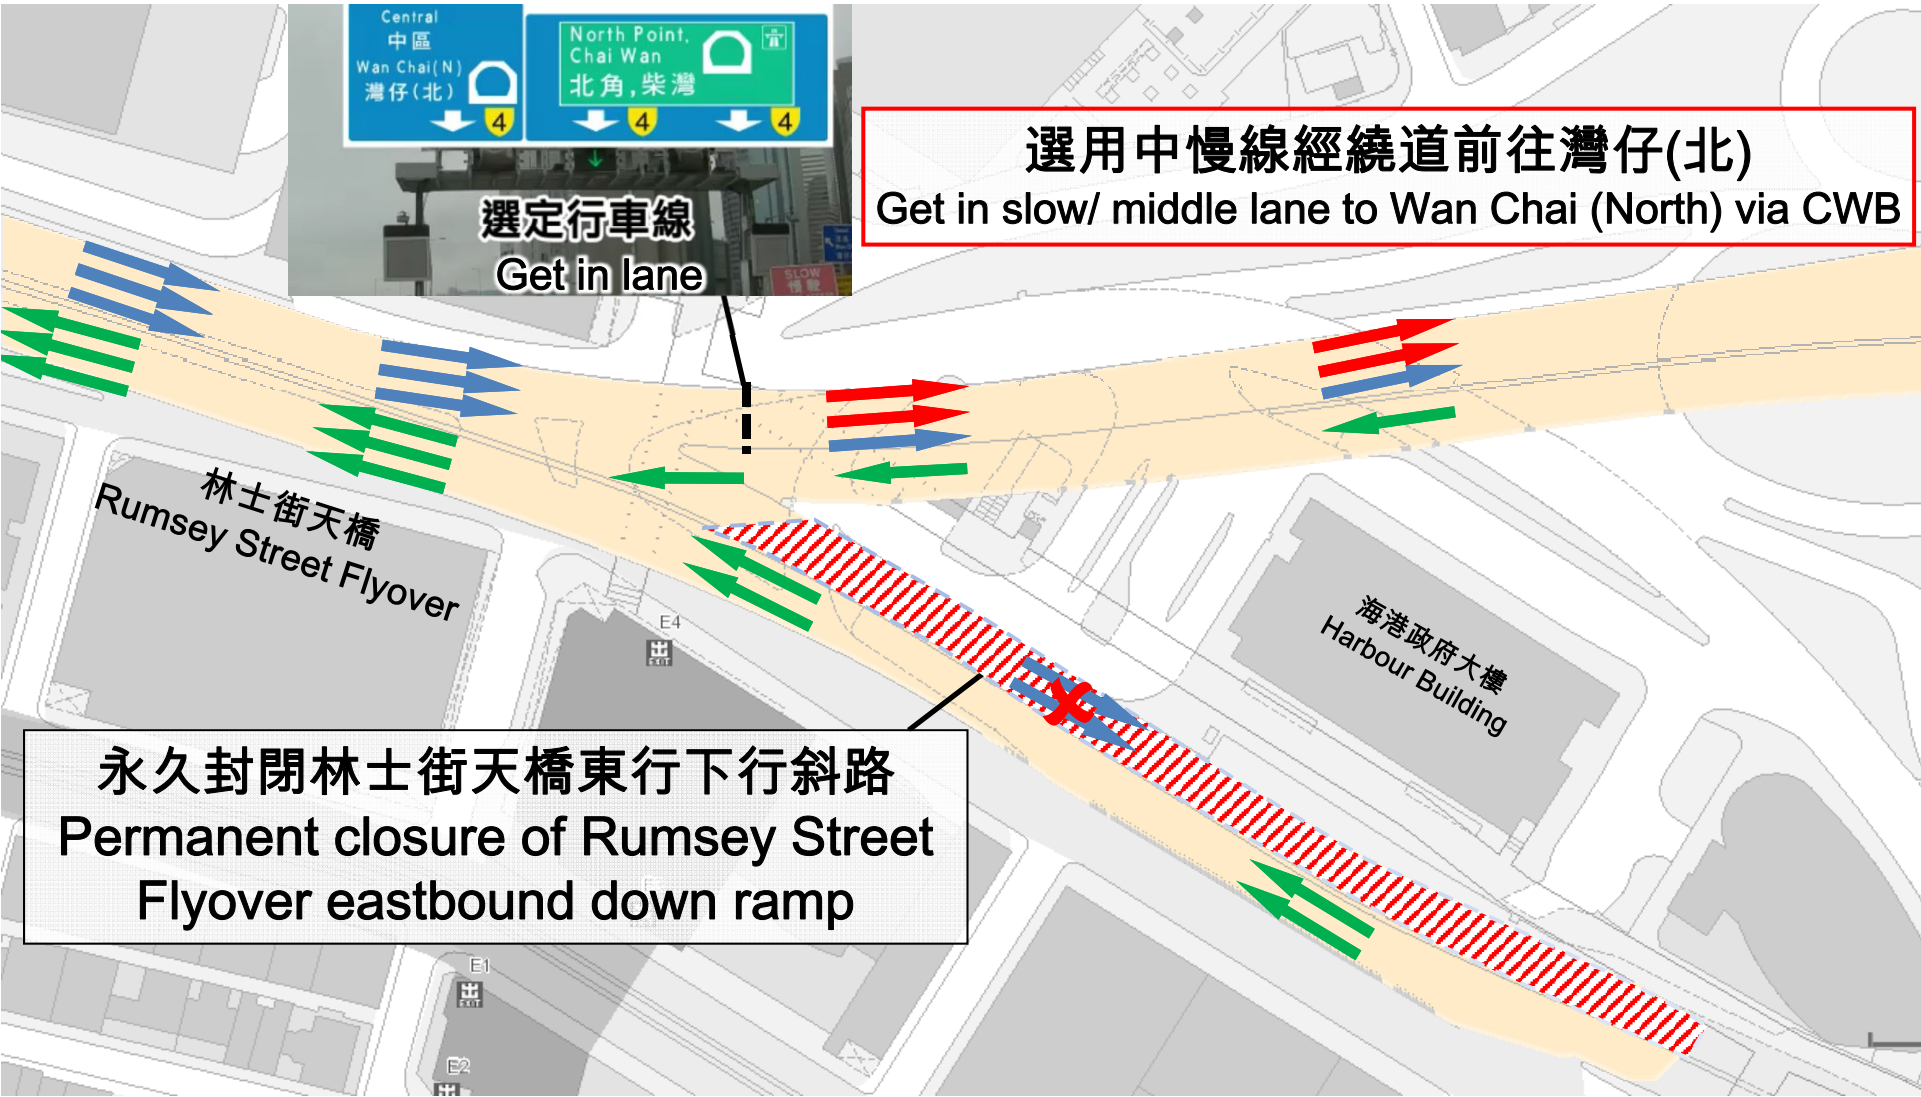 Central
中區
Wan Chai(N)
灣仔(北)
4
North Point,
Chai Wan
北角,柴灣
4
4
選定行車線
Get in lane
SLOW
慢駛
選用中慢線經繞道前往灣仔(北)
Get in slow/ middle lane to Wan Chai (North) via CWB
林士街天橋
Rumsey Street Flyover
E4
出
EXIT
海港政府大樓
Harbour Building
永久封閉林士街天橋東行下行斜路
Permanent closure of Rumsey Street
Flyover eastbound down ramp
E1
出
EXIT
E2
出